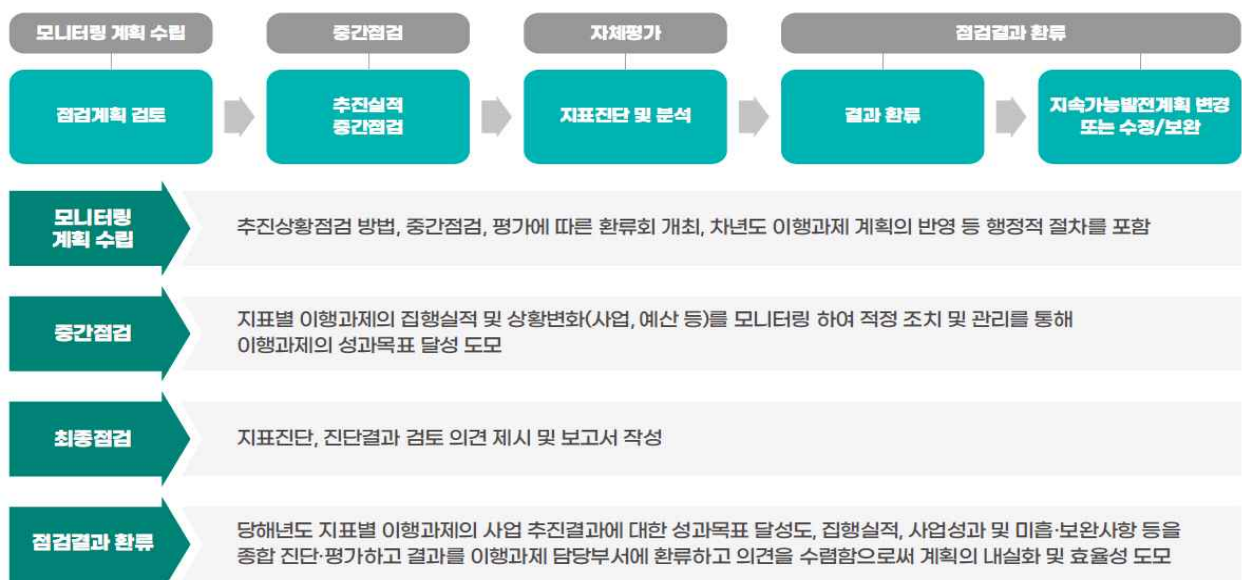 모니터링 계획 수립
중간점검
자체평가
점검결과 환류
점검계획 검토
추진실적
중간점검
지표진단 및 분석
결과 환류
지속가능발전계획 변경
또는 수정/보완
모니터링
계획 수립
추진상황점검 방법, 중간점검, 평가에 따른 환류회 개최, 차년도 이행과제 계획의 반영 등 행정적 절차를 포함
중간점검
지표별 이행과제의 집행실적 및 상황변화(사업, 예산 등)를 모니터링 하여 적정 조치 및 관리를 통해
이행과제의 성과목표 달성 도모
최종점검
지표진단, 진단결과 검토 의견 제시 및 보고서 작성
점검결과 환류
당해년도 지표별 이행과제의 사업 추진결과에 대한 성과목표 달성도, 집행실적, 사업성과 및 미흡·보완사항 등을
종합 진단·평가하고 결과를 이행과제 담당부서에 환류하고 의견을 수렴함으로써 계획의 내실화 및 효율성 도모